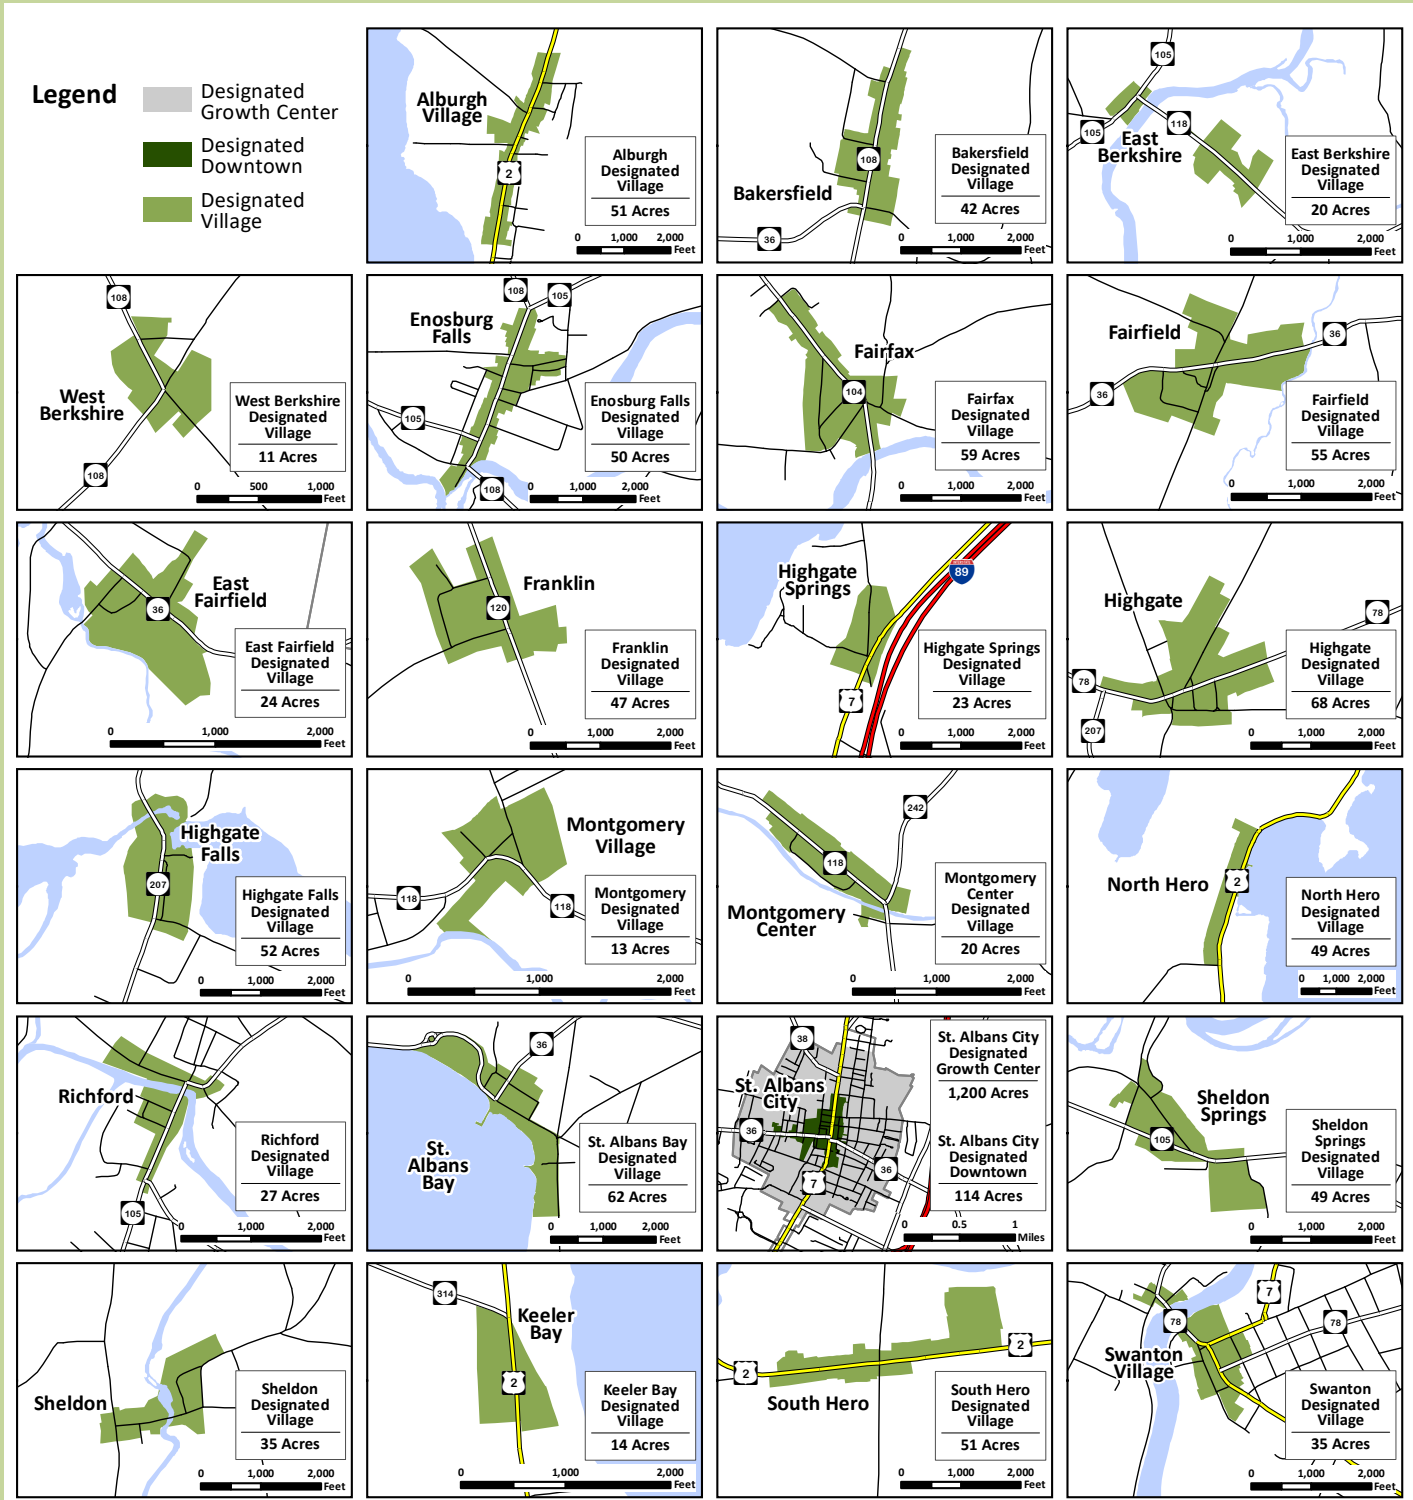 Legend
Designated
Growth Center
Designated
Downtown
Designated
Village
Alburgh
Village
2
Alburgh
Designated
Village
51 Acres
0 1,000 2,000
Feet
Bakersfield
108
36
Bakersfield
Designated
Village
42 Acres
0 1,000 2,000
Feet
105
105
118
East
Berkshire
East Berkshire
Designated
Village
20 Acres
0 1,000 2,000
Feet
108
West
Berkshire
108
West Berkshire
Designated
Village
11 Acres
0 500 1,000
Feet
108
105
Enosburg
Falls
105
108
Enosburg Falls
Designated
Village
50 Acres
0 1,000 2,000
Feet
Fairfax
104
Fairfax
Designated
Village
59 Acres
0 1,000 2,000
Feet
Fairfield
36
36
Fairfield
Designated
Village
55 Acres
0 1,000 2,000
Feet
East
Fairfield
36
East Fairfield
Designated
Village
24 Acres
0 1,000 2,000
Feet
Franklin
120
Franklin
Designated
Village
47 Acres
0 1,000 2,000
Feet
Highgate
Springs
89
7
Highgate Springs
Designated
Village
23 Acres
0 1,000 2,000
Feet
Highgate
78
78
207
Highgate
Designated
Village
68 Acres
0 1,000 2,000
Feet
Highgate
Falls
207
Highgate Falls
Designated
Village
52 Acres
0 1,000 2,000
Feet
Montgomery
Village
118
118
Montgomery
Designated
Village
13 Acres
0 1,000 2,000
Feet
242
118
Montgomery
Center
Montgomery
Center
Designated
Village
20 Acres
0 1,000 2,000
Feet
North Hero
2
North Hero
Designated
Village
49 Acres
0 1,000 2,000
Feet
Richford
105
Richford
Designated
Village
27 Acres
0 1,000 2,000
Feet
36
St.
Albans
Bay
St. Albans Bay
Designated
Village
62 Acres
0 1,000 2,000
Feet
38
St. Albans
City
36
36
7
St. Albans City
Designated
Growth Center
1,200 Acres
St. Albans City
Designated
Downtown
114 Acres
0 0.5 1
Miles
Sheldon
Springs
105
Sheldon
Springs
Designated
Village
49 Acres
0 1,000 2,000
Feet
Sheldon
Sheldon
Designated
Village
35 Acres
0 1,000 2,000
Feet
314
Keeler
Bay
2
Keeler Bay
Designated
Village
14 Acres
0 1,000 2,000
Feet
2
2
South Hero
South Hero
Designated
Village
51 Acres
0 1,000 2,000
Feet
7
78
78
Swanton
Village
Swanton
Designated
Village
35 Acres
0 1,000 2,000
Feet